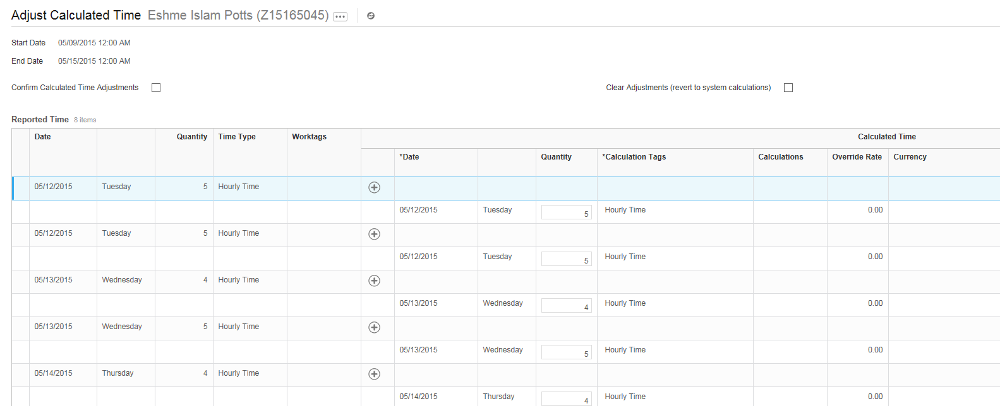 Adjust Calculated Time Eshme Islam Potts (Z15165045)
Start Date 05/09/2015 12:00 AM
End Date 05/15/2015 12:00 AM
Confirm Calculated Time Adjustments Clear Adjustments (revert to system calculations)
Reported Time 8 items
Date Quantity Time Type Worktags Calculated Time
*Date Quantity *Calculation Tags Calculations Override Rate Currency
05/12/2015 Tuesday 5 Hourly Time
05/12/2015 Tuesday 5 Hourly Time 0.00
05/12/2015 Tuesday 5 Hourly Time
05/12/2015 Tuesday 5 Hourly Time 0.00
05/13/2015 Wednesday 4 Hourly Time
05/13/2015 Wednesday 4 Hourly Time 0.00
05/13/2015 Wednesday 5 Hourly Time
05/13/2015 Wednesday 5 Hourly Time 0.00
05/14/2015 Thursday 4 Hourly Time
05/14/2015 Thursday 4 Hourly Time 0.00